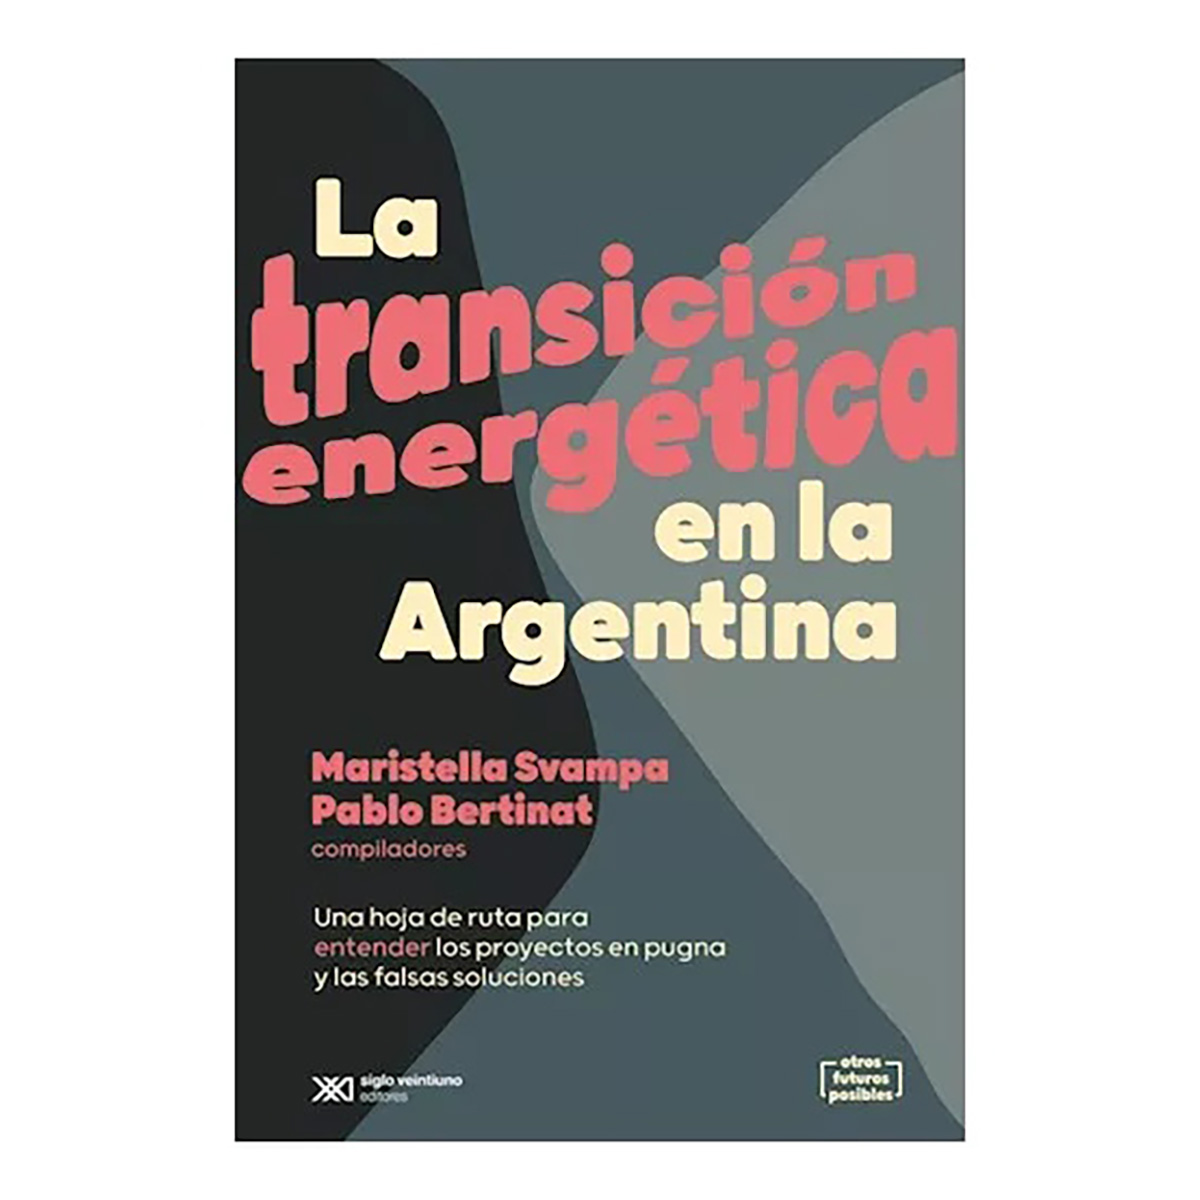 La
transición
energética
en la
Argentina
Maristella Svampa
Pablo Bertinat
compiladores
Una hoja de ruta para
entender los proyectos en pugna
y las falsas soluciones
siglo veintiuno
editores
otros
futuros
posibles